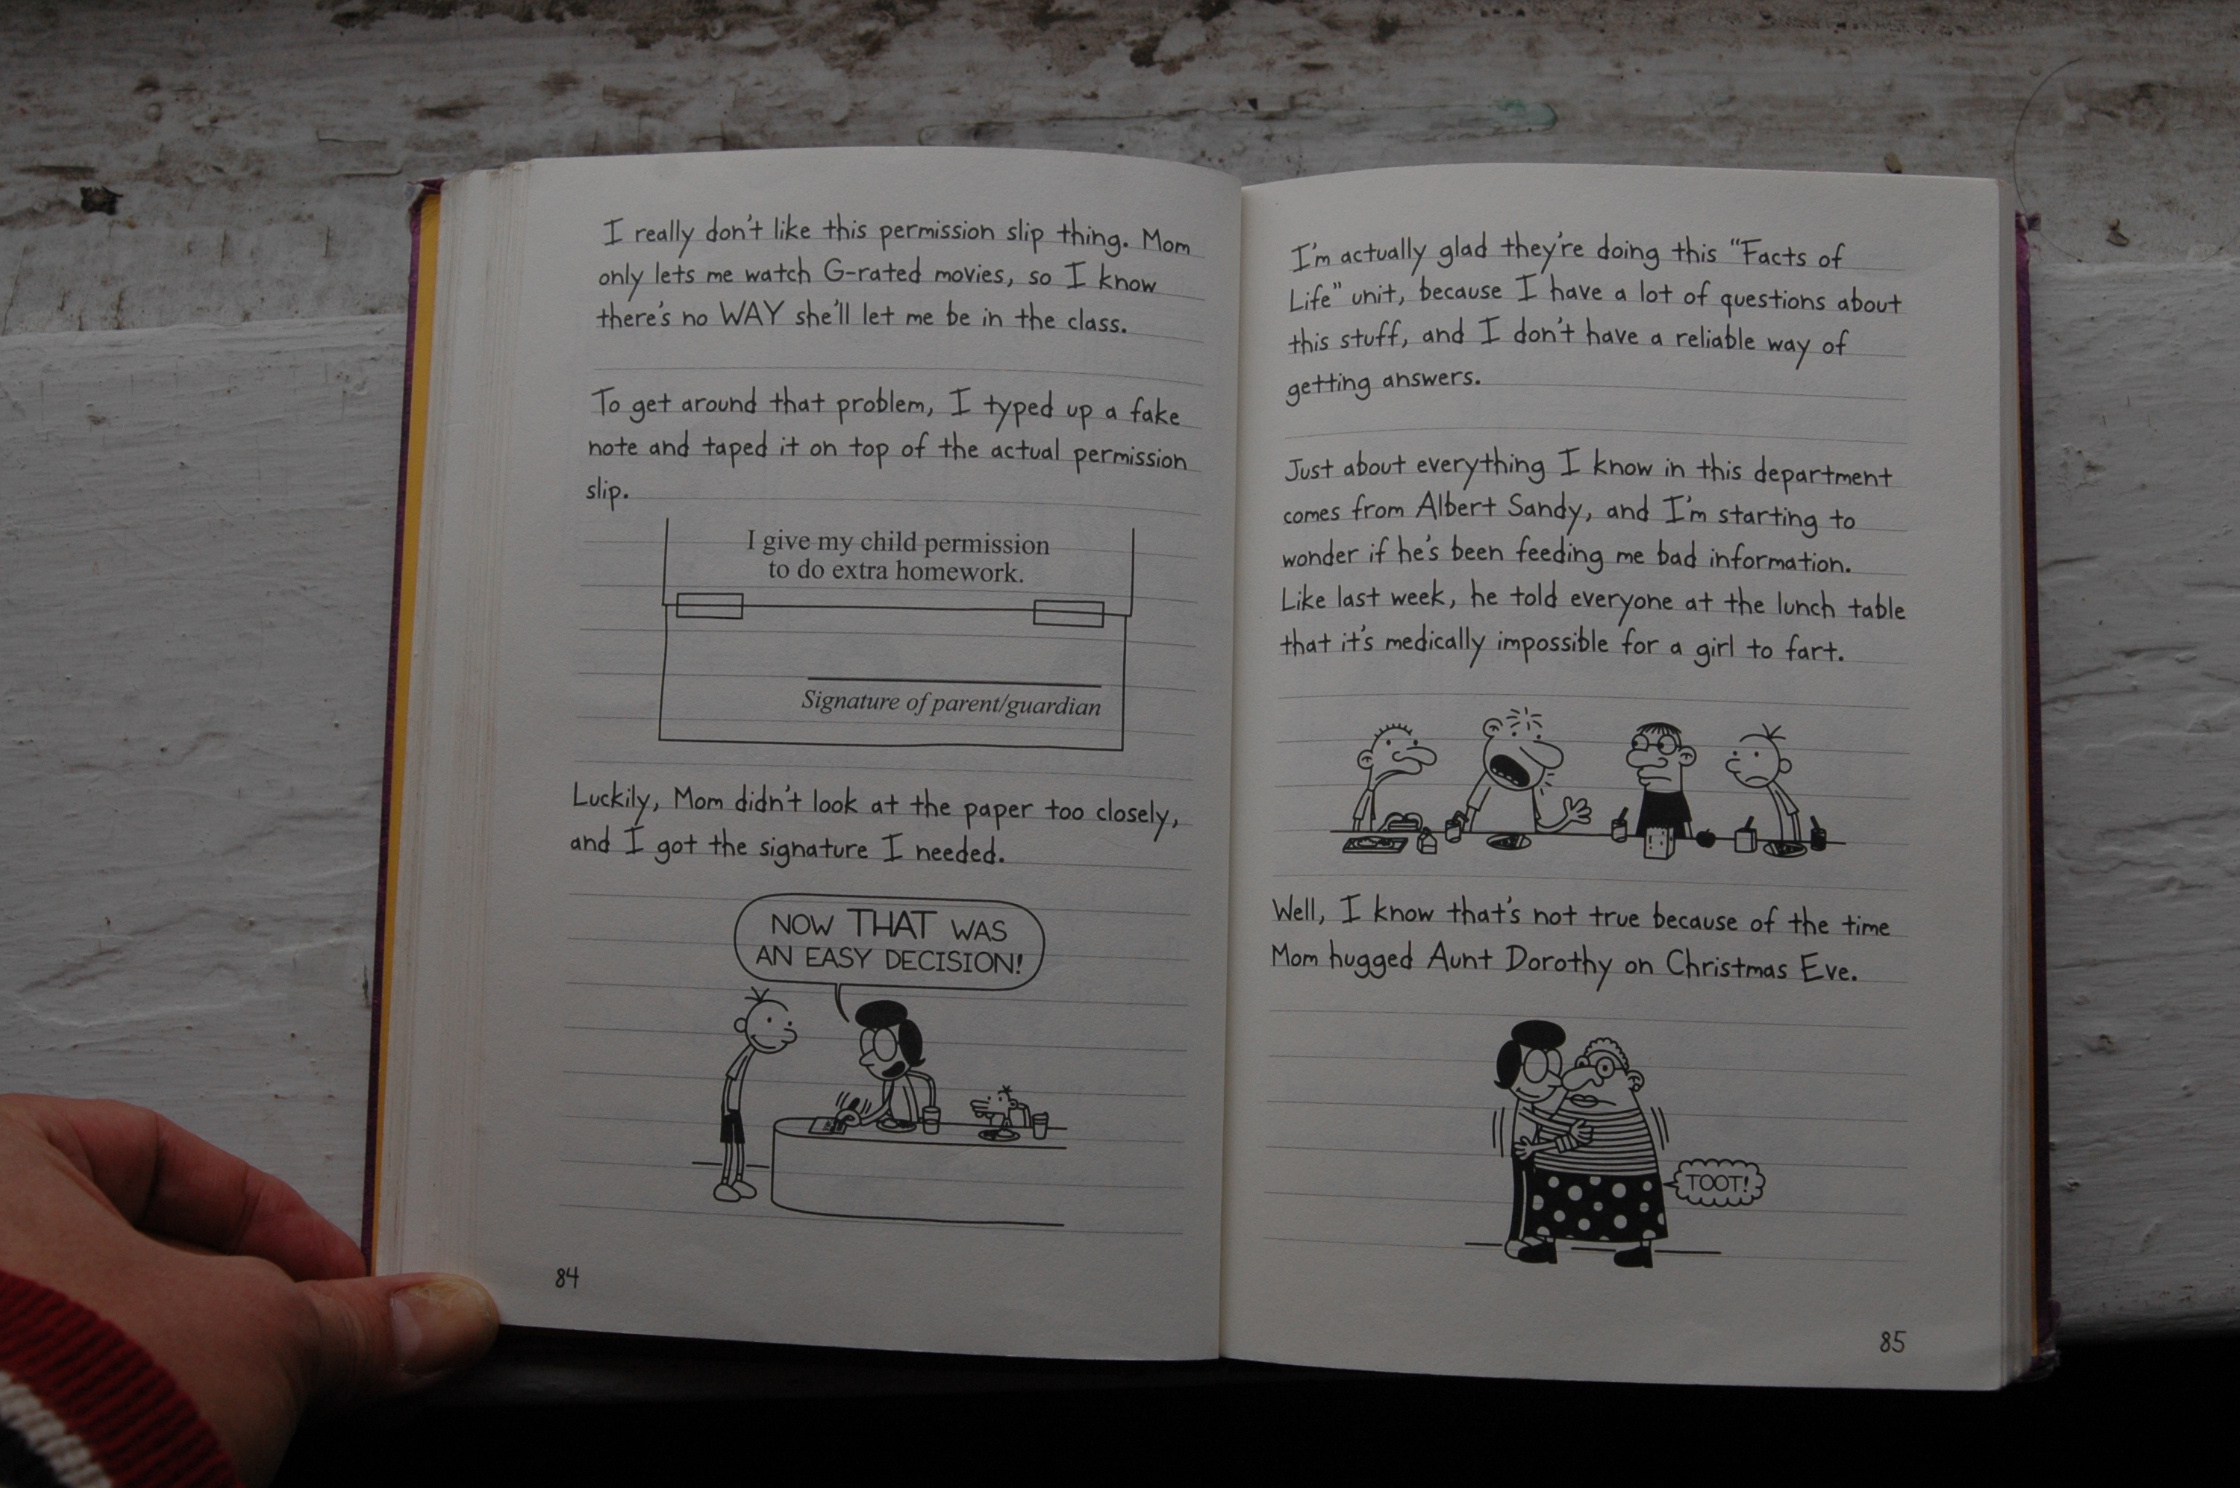 I really don't like this permission slip thing. Mom
only lets me watch G-rated movies, so I know
there's no WAY she'll let me be in the class.
To get around that problem, I typed up a fake
note and taped it on top of the actual permission
slip.
I give my child permission
to do extra homework.
Signature of parent/guardian
Luckily, Mom didn't look at the paper too closely,
and I got the signature I needed.
NOW THAT WAS
AN EASY DECISION!
84
I'm actually glad they're doing this "Facts of
Life" unit, because I have a lot of questions about
this stuff, and I don't have a reliable way of
getting answers.
Just about everything I know in this department
comes from Albert Sandy, and I'm starting to
wonder if he's been feeding me bad information.
Like last week, he told everyone at the lunch table
that it's medically impossible for a girl to fart.
Well, I know that's not true because of the time
Mom hugged Aunt Dorothy on Christmas Eve.
TOOT!
85